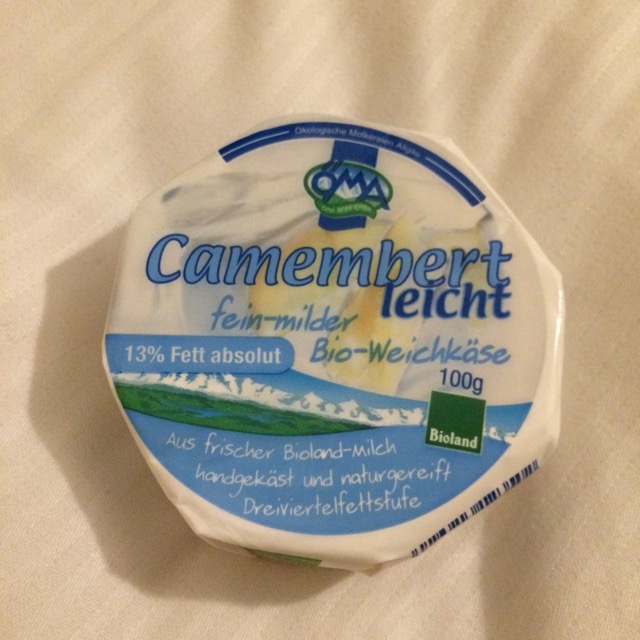 Ökologische Molkereien Allgäu
ÖMA
Camembert
leicht
fein-milder
Bio-Weichkäse
13% Fett absolut
100g
Bioland
Aus frischer Bioland-Milch
handgekäst und naturgereift
Dreiviertelfettstufe